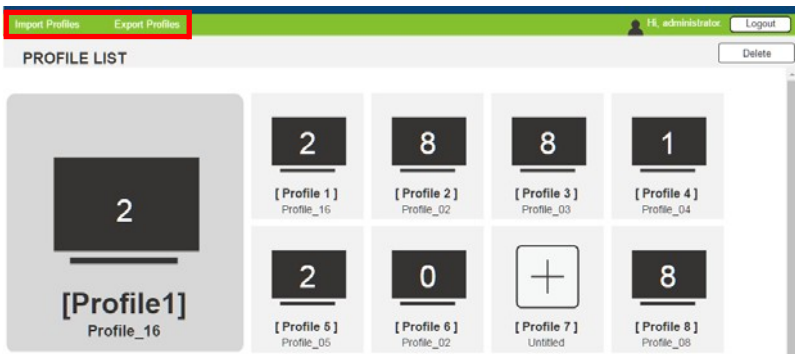 Import Profiles Export Profiles Hi, administrator. Logout
PROFILE LIST Delete
2
[Profile1]
Profile_16
2 8 8 1
[ Profile 1 ] [ Profile 2 ] [ Profile 3 ] [ Profile 4 ]
Profile_16 Profile_02 Profile_03 Profile_04
2 0 8
[ Profile 5 ] [ Profile 6 ] [ Profile 7 ] [ Profile 8 ]
Profile_05 Profile_02 Untitled Profile_08